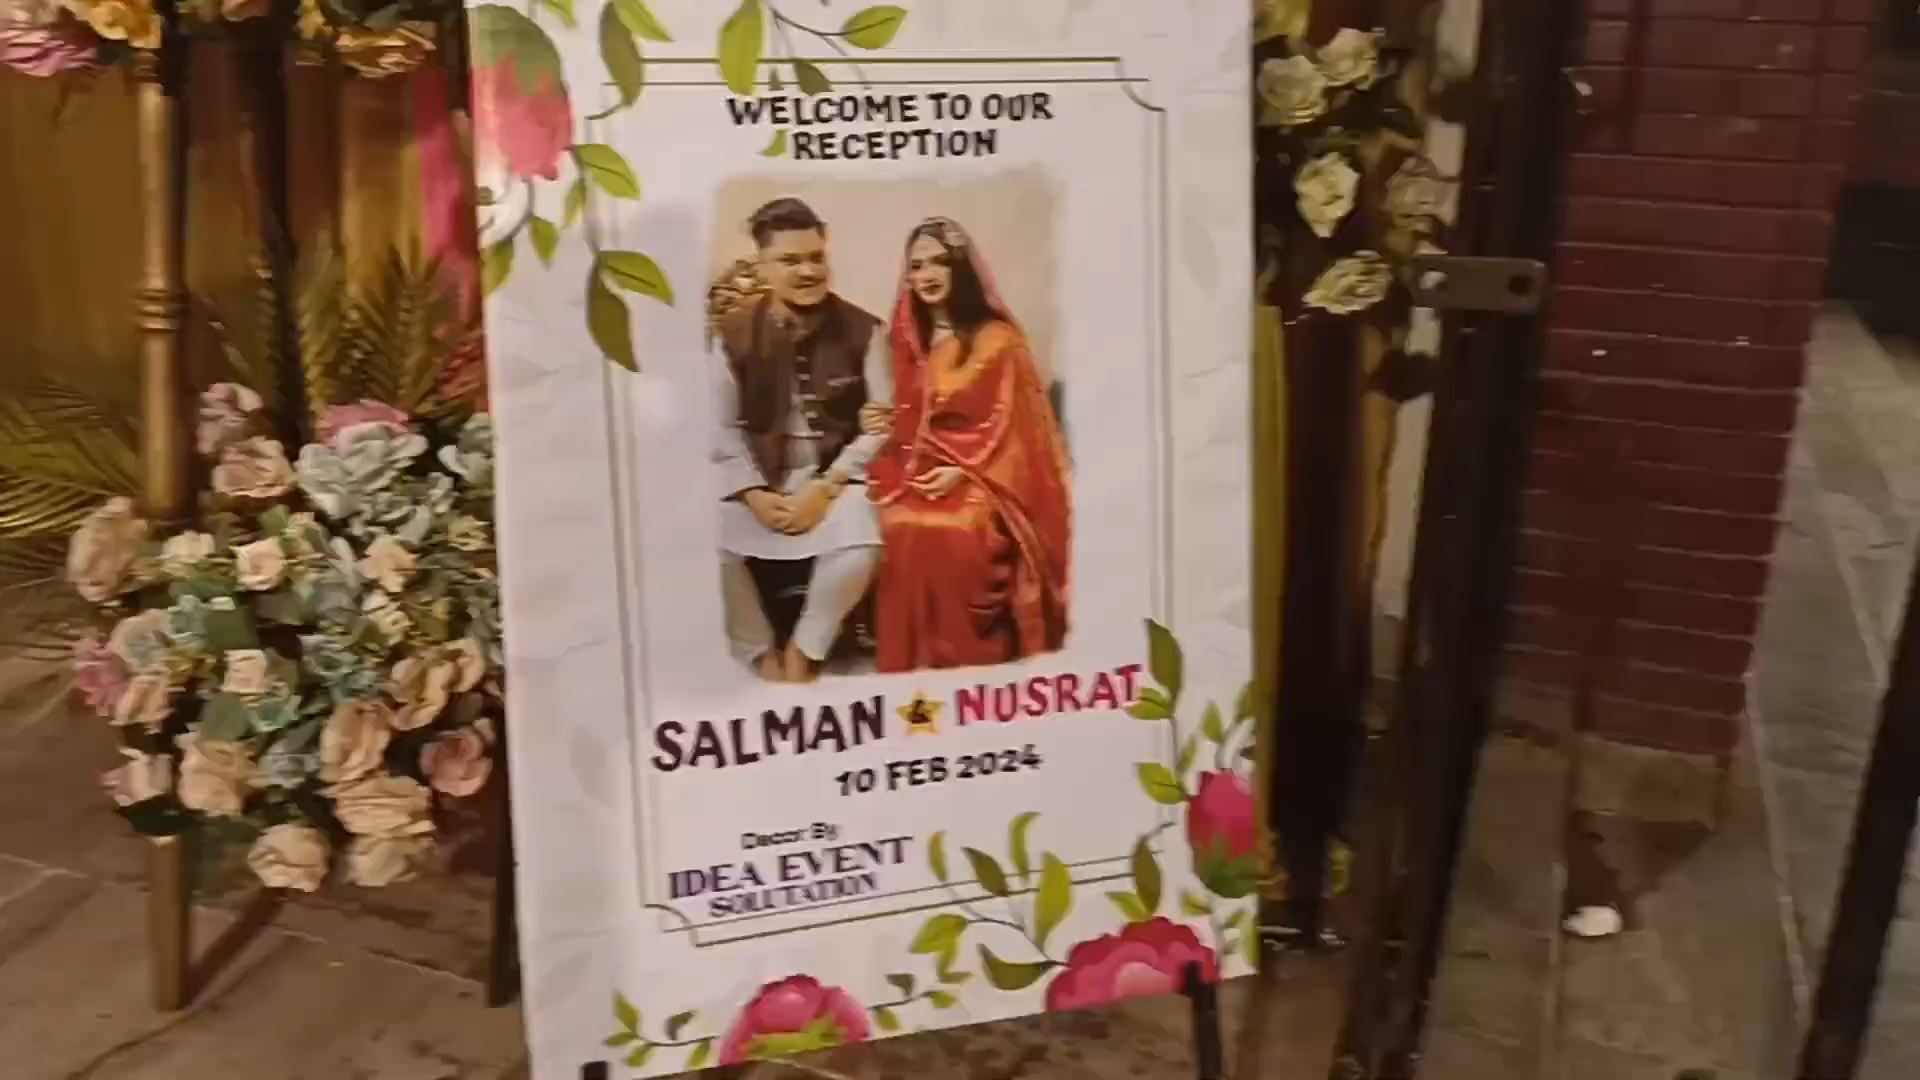 WELCOME TO OUR
RECEPTION
SALMAN & NUSRAT
10 FEB 2024
Decor By
IDEA EVENT
SOLUTATION